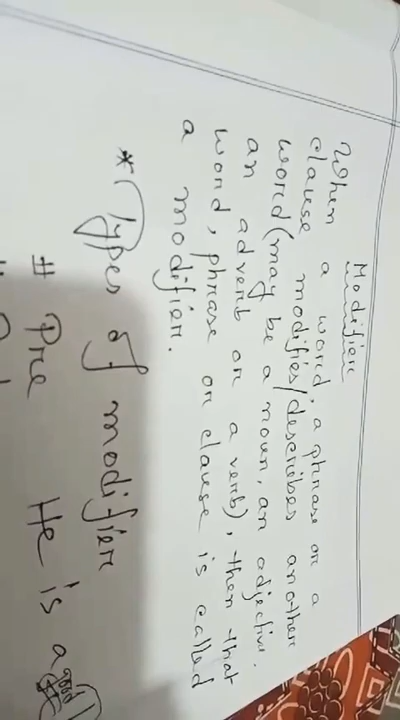 Modifier
When a word, a phrase or a
clause modifies/describes another
word (may be a noun, an adjective.
an adverb or a verb), then that
word, phrase or clause is called
a modifier.
* Types of modifier
# Pre He is a good